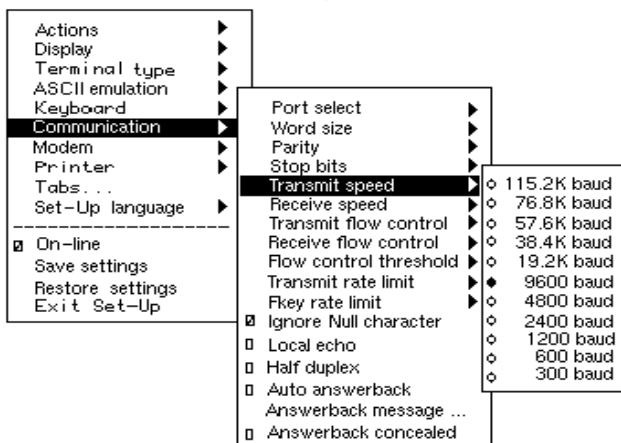 Actions
Display
Terminal type
ASCII emulation
Keyboard
Communication
Modem
Printer
Tabs...
Set-Up language
On-line
Save settings
Restore settings
Exit Set-Up
Port select
Word size
Parity
Stop bits
Transmit speed
Receive speed
Transmit flow control
Receive flow control
Flow control threshold
Transmit rate limit
Fkey rate limit
Ignore Null character
Local echo
Half duplex
Auto answerback
Answerback message ...
Answerback concealed
115.2K baud
76.8K baud
57.6K baud
38.4K baud
19.2K baud
9600 baud
4800 baud
2400 baud
1200 baud
600 baud
300 baud